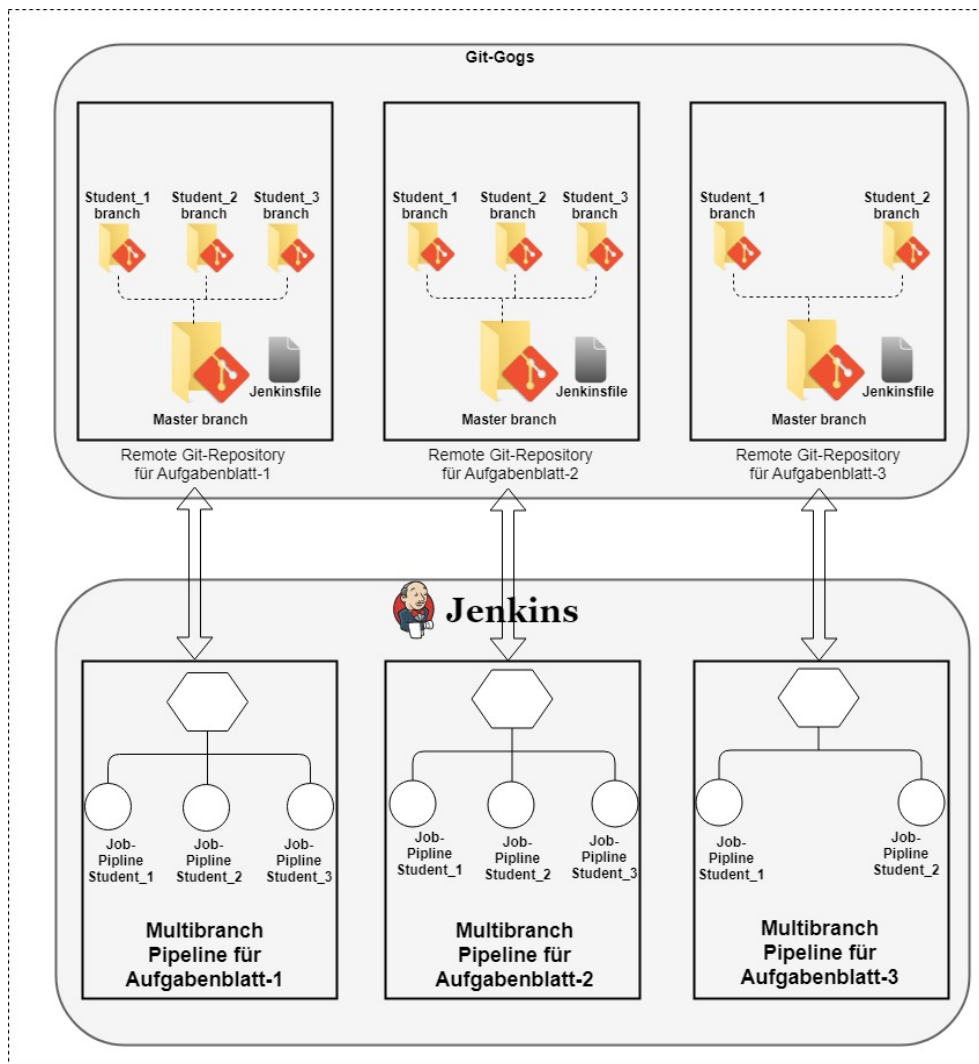 Git-Gogs
Student_1
branch
Student_2
branch
Student_3
branch
Jenkinsfile
Master branch
Remote Git-Repository
für Aufgabenblatt-1
Student_1
branch
Student_2
branch
Student_3
branch
Jenkinsfile
Master branch
Remote Git-Repository
für Aufgabenblatt-2
Student_1
branch
Student_2
branch
Jenkinsfile
Master branch
Remote Git-Repository
für Aufgabenblatt-3
Jenkins
Job-
Pipline
Student_1
Job-
Pipline
Student_2
Job-
Pipline
Student_3
Multibranch
Pipeline für
Aufgabenblatt-1
Job-
Pipline
Student_1
Job-
Pipline
Student_2
Job-
Pipline
Student_3
Multibranch
Pipeline für
Aufgabenblatt-2
Job-
Pipline
Student_1
Job-
Pipline
Student_2
Multibranch
Pipeline für
Aufgabenblatt-3